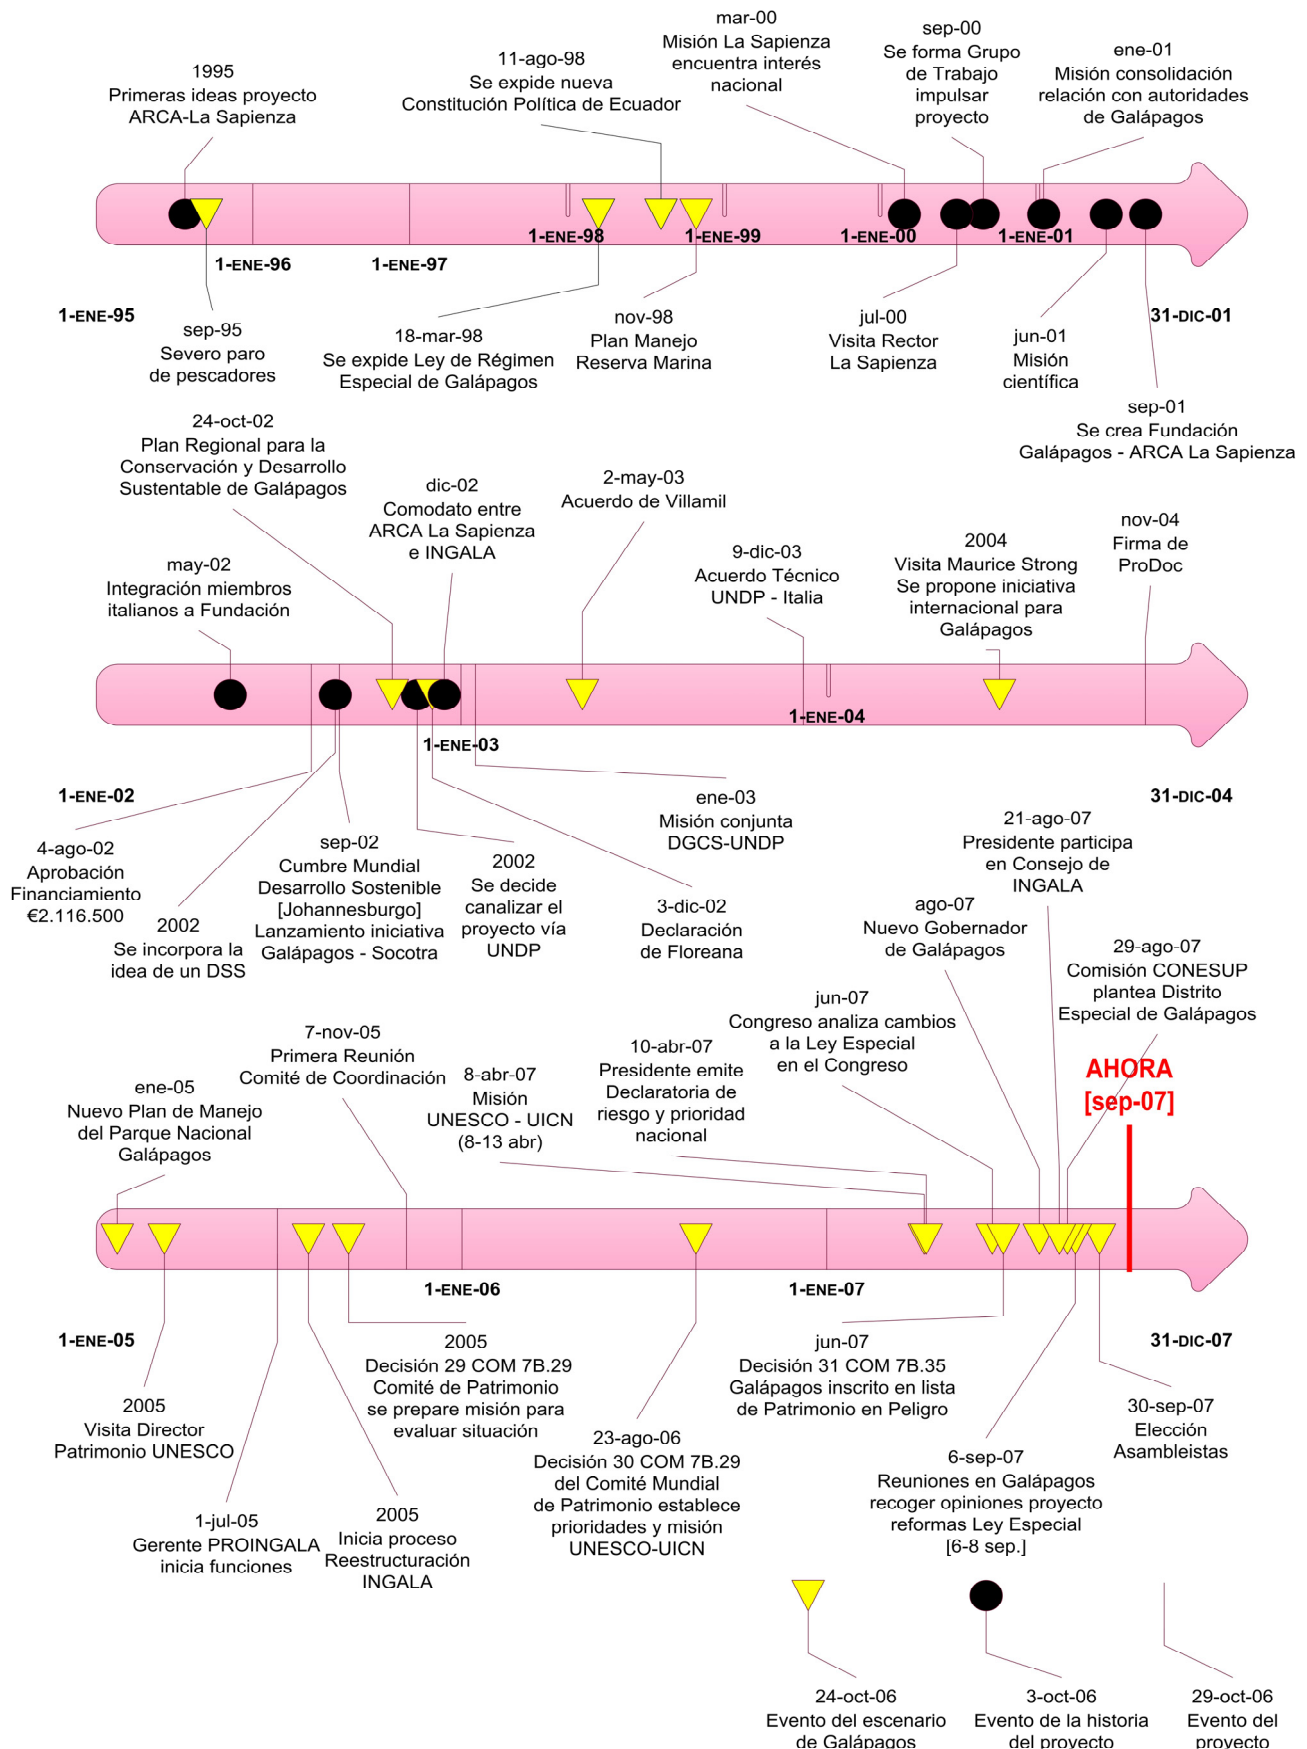 1995
Primeras ideas proyecto
ARCA-La Sapienza
11-ago-98
Se expide nueva
Constitución Política de Ecuador
mar-00
Misión La Sapienza
encuentra interés
nacional
sep-00
Se forma Grupo
de Trabajo
impulsar
proyecto
ene-01
Misión consolidación
relación con autoridades
de Galápagos
1-ENE-95
1-ENE-96
1-ENE-97
1-ENE-98
1-ENE-99
1-ENE-00
1-ENE-01
31-DIC-01
sep-95
Severo paro
de pescadores
18-mar-98
Se expide Ley de Régimen
Especial de Galápagos
nov-98
Plan Manejo
Reserva Marina
jul-00
Visita Rector
La Sapienza
jun-01
Misión
científica
sep-01
Se crea Fundación
Galápagos - ARCA La Sapienza
24-oct-02
Plan Regional para la
Conservación y Desarrollo
Sustentable de Galápagos
may-02
Integración miembros
italianos a Fundación
dic-02
Comodato entre
ARCA La Sapienza
e INGALA
2-may-03
Acuerdo de Villamil
9-dic-03
Acuerdo Técnico
UNDP - Italia
2004
Visita Maurice Strong
Se propone iniciativa
internacional para
Galápagos
nov-04
Firma de
ProDoc
1-ENE-02
1-ENE-03
1-ENE-04
31-DIC-04
4-ago-02
Aprobación
Financiamiento
€2.116.500
2002
Se incorpora la
idea de un DSS
sep-02
Cumbre Mundial
Desarrollo Sostenible
[Johannesburgo]
Lanzamiento iniciativa
Galápagos - Socotra
2002
Se decide
canalizar el
proyecto vía
UNDP
3-dic-02
Declaración
de Floreana
ene-03
Misión conjunta
DGCS-UNDP
ene-05
Nuevo Plan de Manejo
del Parque Nacional
Galápagos
7-nov-05
Primera Reunión
Comité de Coordinación
8-abr-07
Misión
UNESCO - UICN
(8-13 abr)
10-abr-07
Presidente emite
Declaratoria de
riesgo y prioridad
nacional
jun-07
Congreso analiza cambios
a la Ley Especial
en el Congreso
ago-07
Nuevo Gobernador
de Galápagos
21-ago-07
Presidente participa
en Consejo de
INGALA
29-ago-07
Comisión CONESUP
plantea Distrito
Especial de Galápagos
AHORA
[sep-07]
1-ENE-05
1-ENE-06
1-ENE-07
31-DIC-07
2005
Visita Director
Patrimonio UNESCO
1-jul-05
Gerente PROINGALA
inicia funciones
2005
Inicia proceso
Reestructuración
INGALA
2005
Decisión 29 COM 7B.29
Comité de Patrimonio
se prepare misión para
evaluar situación
23-ago-06
Decisión 30 COM 7B.29
del Comité Mundial
de Patrimonio establece
prioridades y misión
UNESCO-UICN
jun-07
Decisión 31 COM 7B.35
Galápagos inscrito en lista
de Patrimonio en Peligro
6-sep-07
Reuniones en Galápagos
recoger opiniones proyecto
reformas Ley Especial
[6-8 sep.]
30-sep-07
Elección
Asambleistas
24-oct-06
Evento del escenario
de Galápagos
3-oct-06
Evento de la historia
del proyecto
29-oct-06
Evento del
proyecto